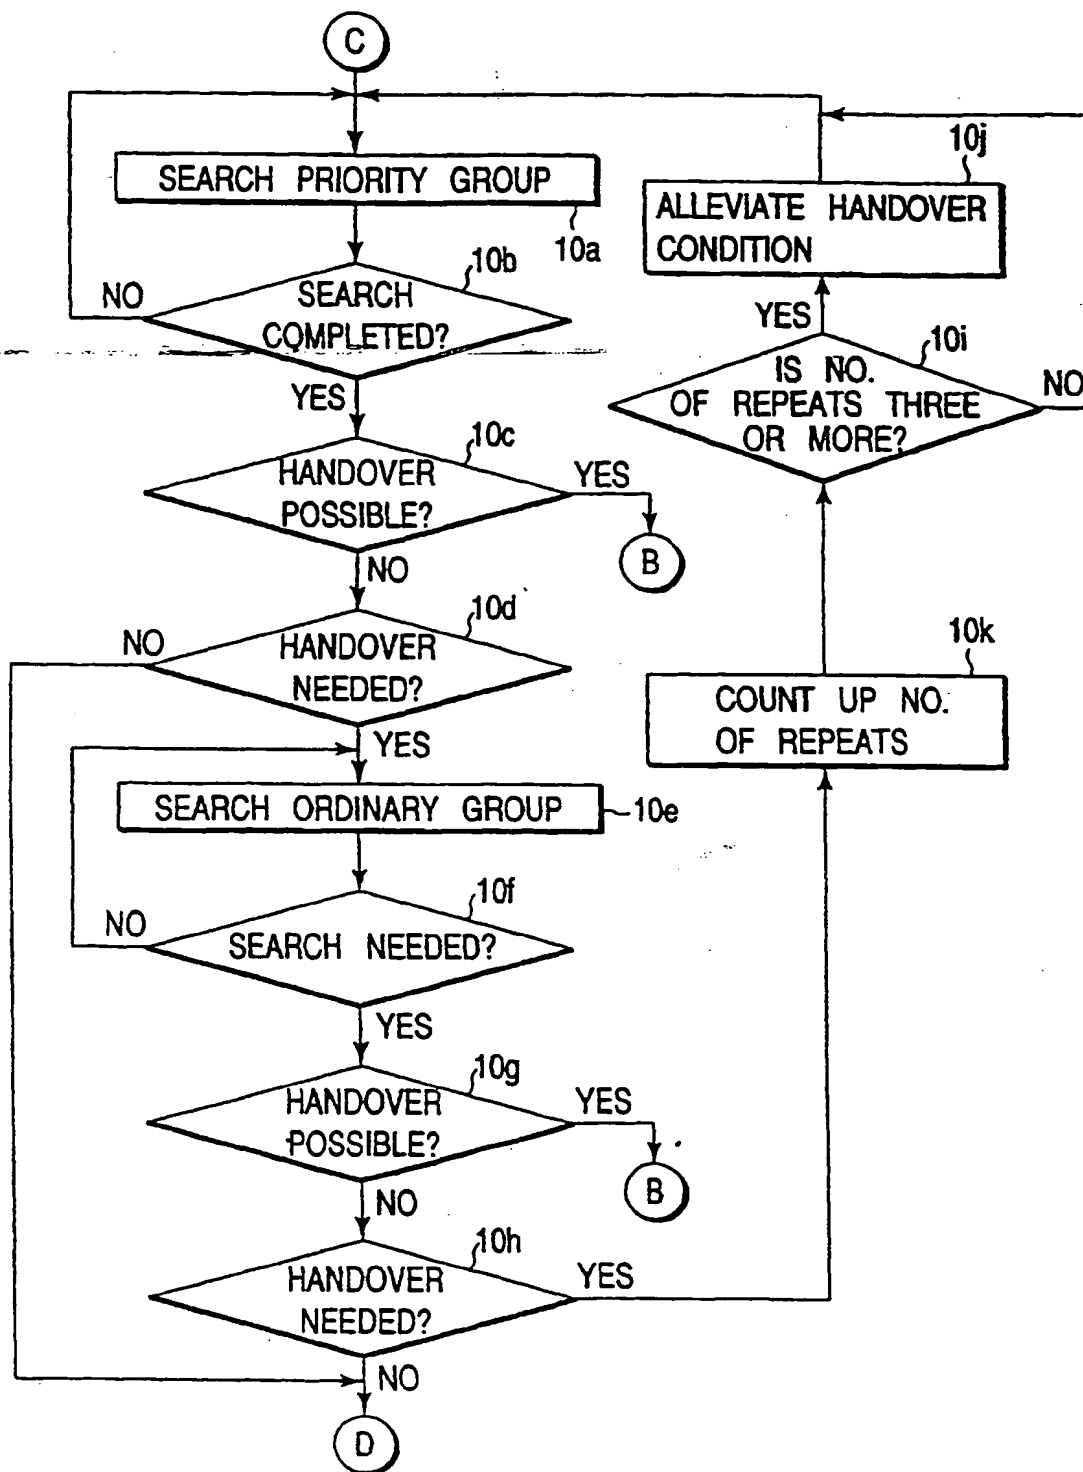 C
SEARCH PRIORITY GROUP
10a
10b
NO
SEARCH
COMPLETED?
YES
10c
HANDOVER
POSSIBLE?
YES
B
NO
10d
NO
HANDOVER
NEEDED?
YES
SEARCH ORDINARY GROUP
10e
10f
NO
SEARCH NEEDED?
YES
10g
HANDOVER
POSSIBLE?
YES
B
NO
10h
HANDOVER
NEEDED?
YES
NO
D
10j
ALLEVIATE HANDOVER
CONDITION
YES
10i
IS NO.
OF REPEATS THREE
OR MORE?
NO
10k
COUNT UP NO.
OF REPEATS